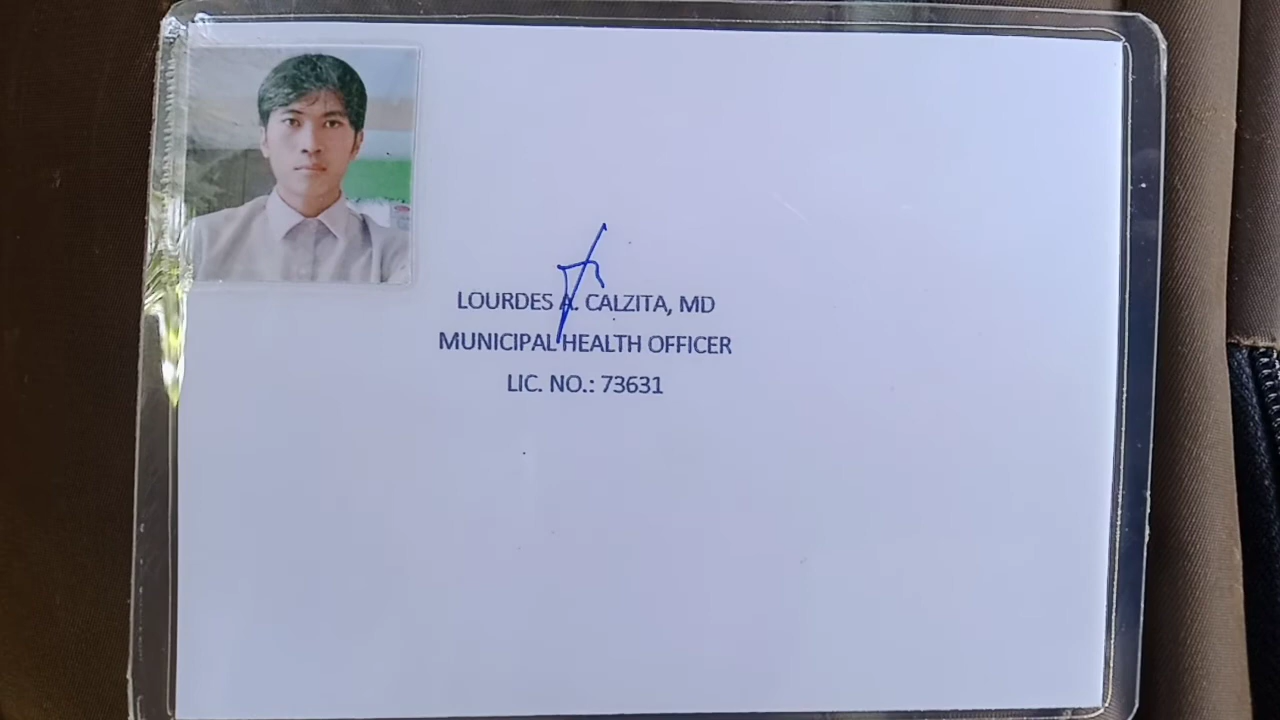 LOURDES A. CALZITA, MD
MUNICIPAL HEALTH OFFICER
LIC. NO.: 73631